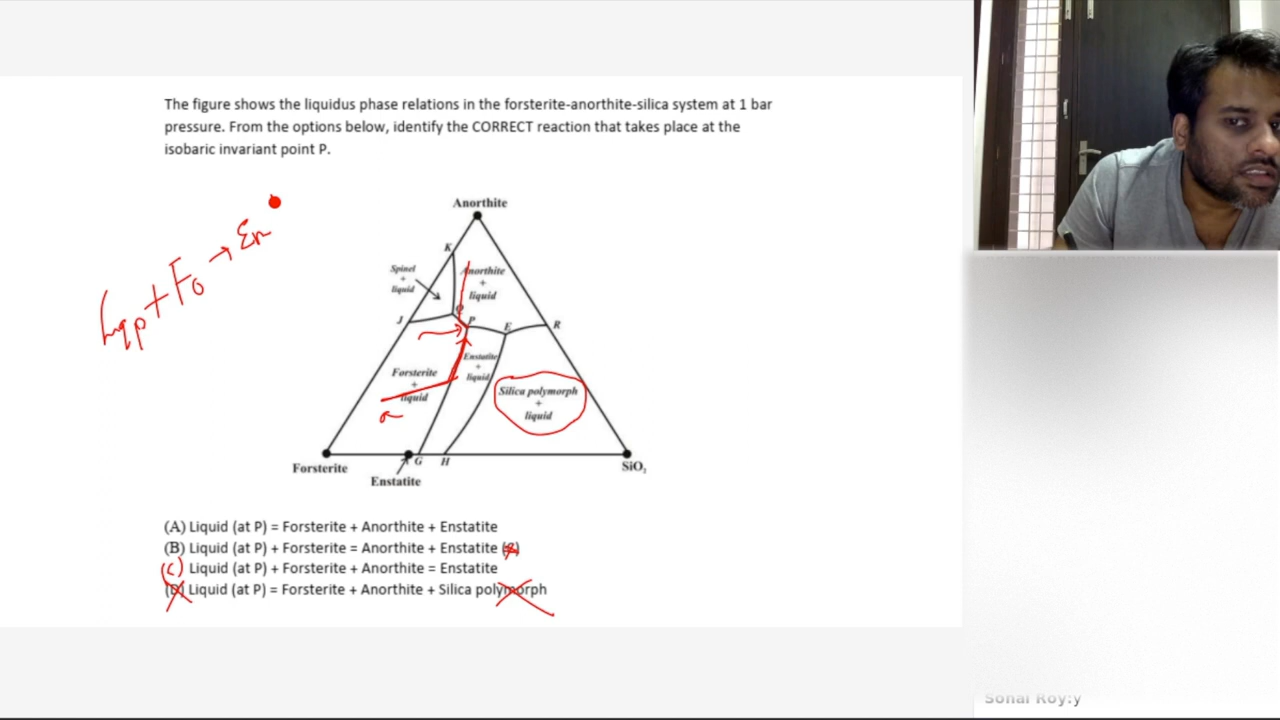 The figure shows the liquidus phase relations in the forsterite-anorthite-silica system at 1 bar
pressure. From the options below, identify the CORRECT reaction that takes place at the
isobaric invariant point P.
Anorthite
K
Spinel
+
liquid
Anorthite
+
liquid
J
P
E
R
Liqp + Fo → En
Forsterite
+
liquid
Enstatite
+
liquid
Silica polymorph
+
liquid
a
Forsterite
G
H
SiO₂
Enstatite
(A) Liquid (at P) = Forsterite + Anorthite + Enstatite
(B) Liquid (at P) + Forsterite = Anorthite + Enstatite
(C) Liquid (at P) + Forsterite + Anorthite = Enstatite
(D) Liquid (at P) = Forsterite + Anorthite + Silica polymorph
Sonal Roy:y